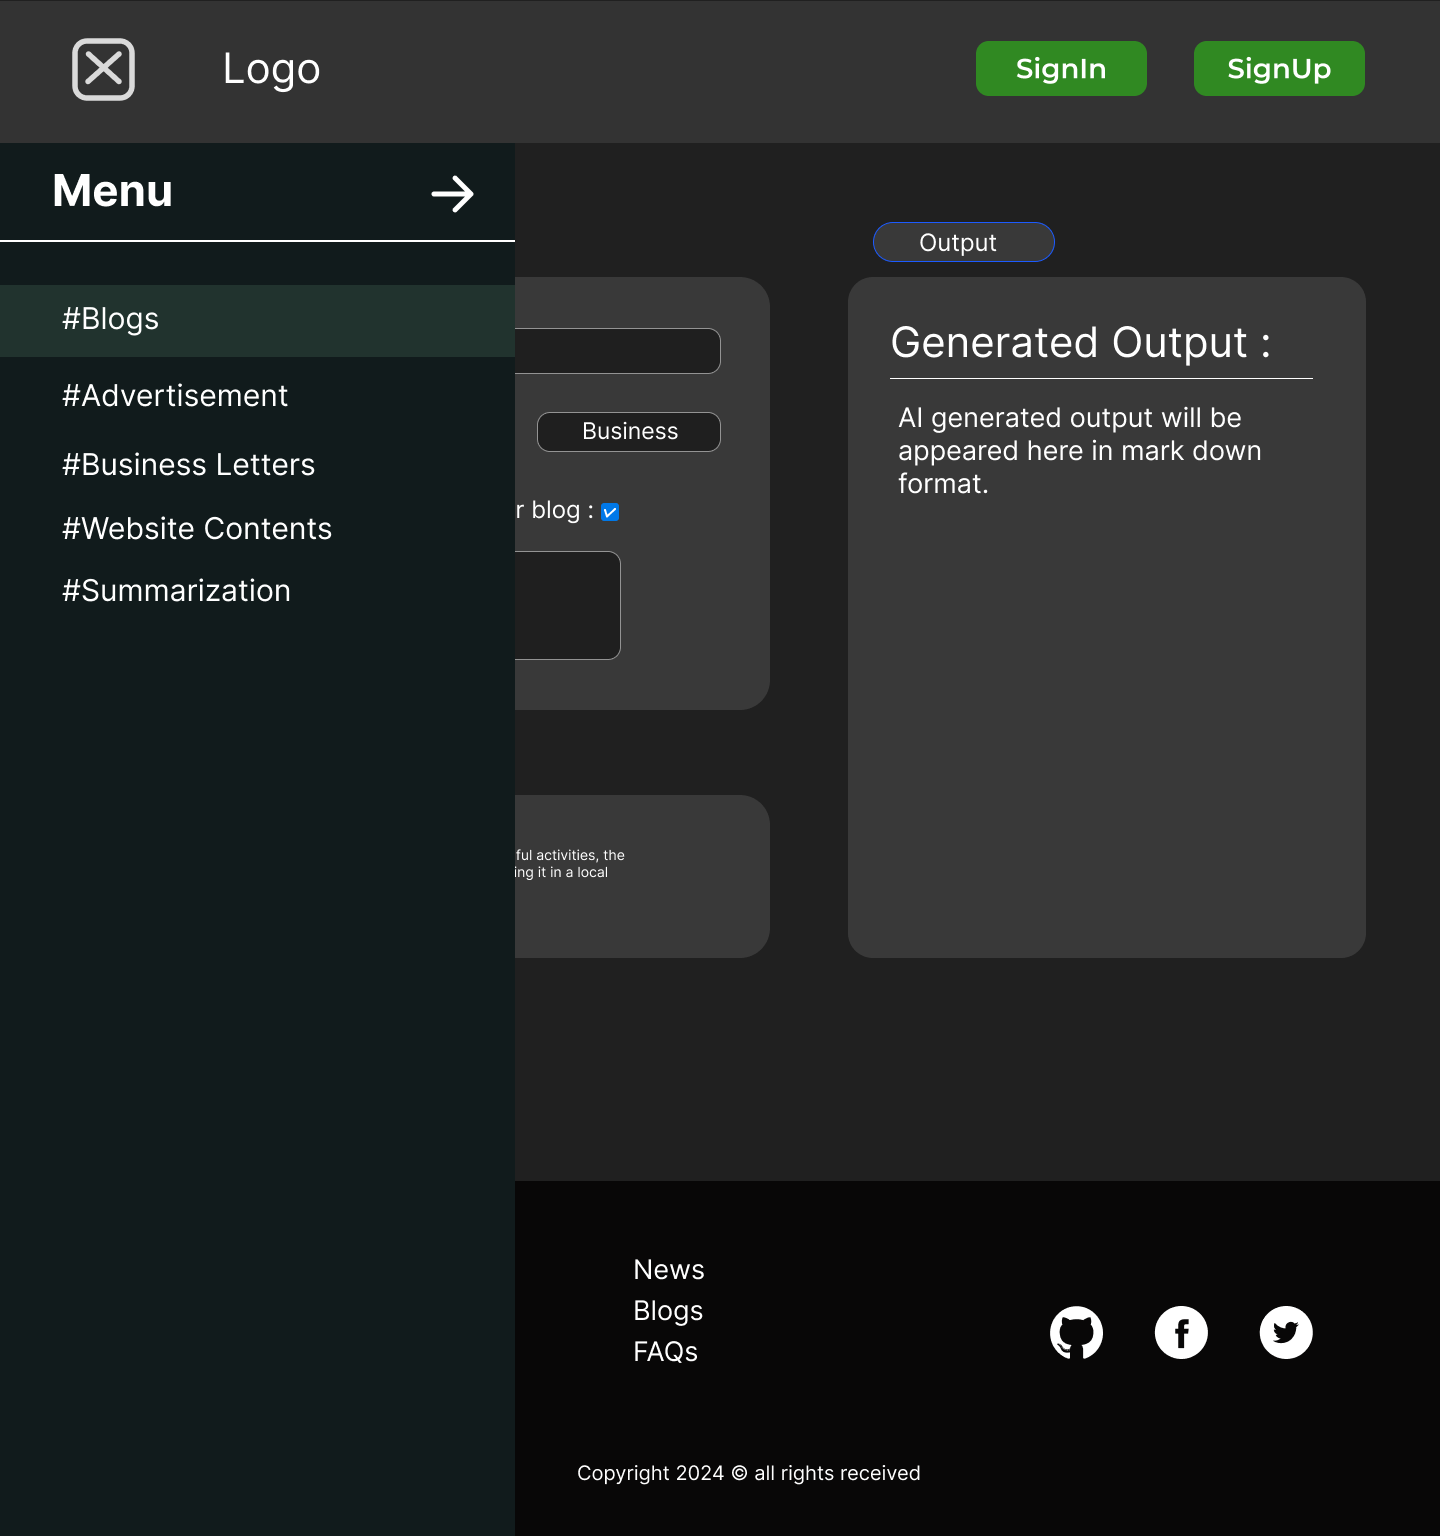 Logo
SignIn
SignUp
Menu
#Blogs
#Advertisement
#Business Letters
#Website Contents
#Summarization
Business
r blog :
ful activities, the
ing it in a local
Output
Generated Output :
AI generated output will be
appeared here in mark down
format.
News
Blogs
FAQs
Copyright 2024 © all rights received